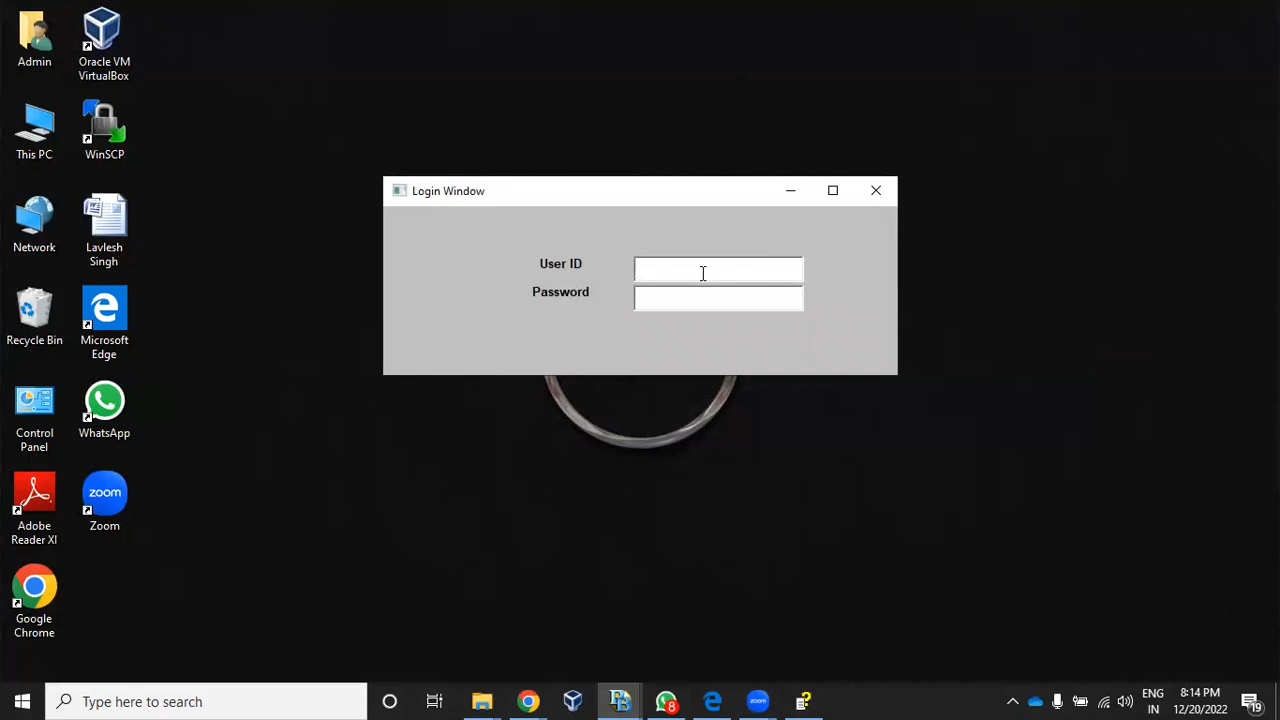 Admin
Oracle VM
VirtualBox
This PC
WinSCP
Network
Lavlesh
Singh
Recycle Bin
Microsoft
Edge
Control
Panel
WhatsApp
Adobe
Reader XI
zoom
Zoom
Google
Chrome
Login Window
User ID
Password
Type here to search
8
zoom
ENG
IN
8:14 PM
12/20/2022
19